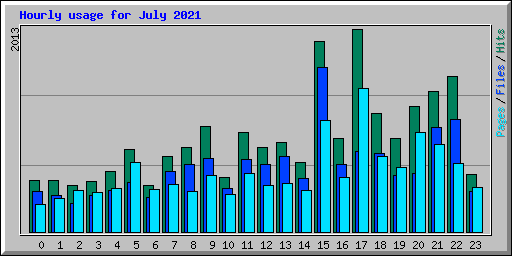 Hourly usage for July 2021
2013
Pages/Files/Hits
0 1 2 3 4 5 6 7 8 9 10 11 12 13 14 15 16 17 18 19 20 21 22 23